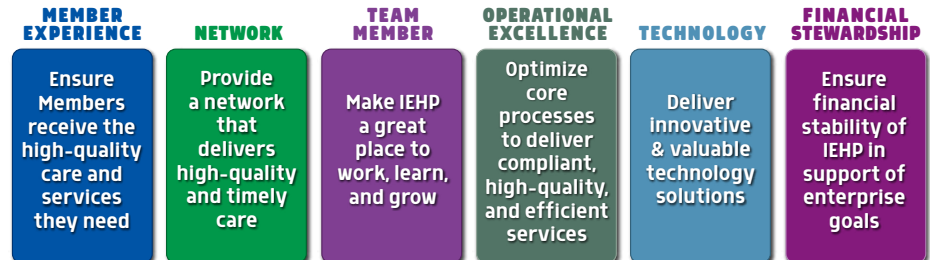 MEMBER
EXPERIENCE
Ensure
Members
receive the
high-quality
care and
services
they need
NETWORK
Provide
a network
that
delivers
high-quality
and timely
care
TEAM
MEMBER
Make IEHP
a great
place to
work, learn,
and grow
OPERATIONAL
EXCELLENCE
Optimize
core
processes
to deliver
compliant,
high-quality,
and efficient
services
TECHNOLOGY
Deliver
innovative
& valuable
technology
solutions
FINANCIAL
STEWARDSHIP
Ensure
financial
stability of
IEHP in
support of
enterprise
goals